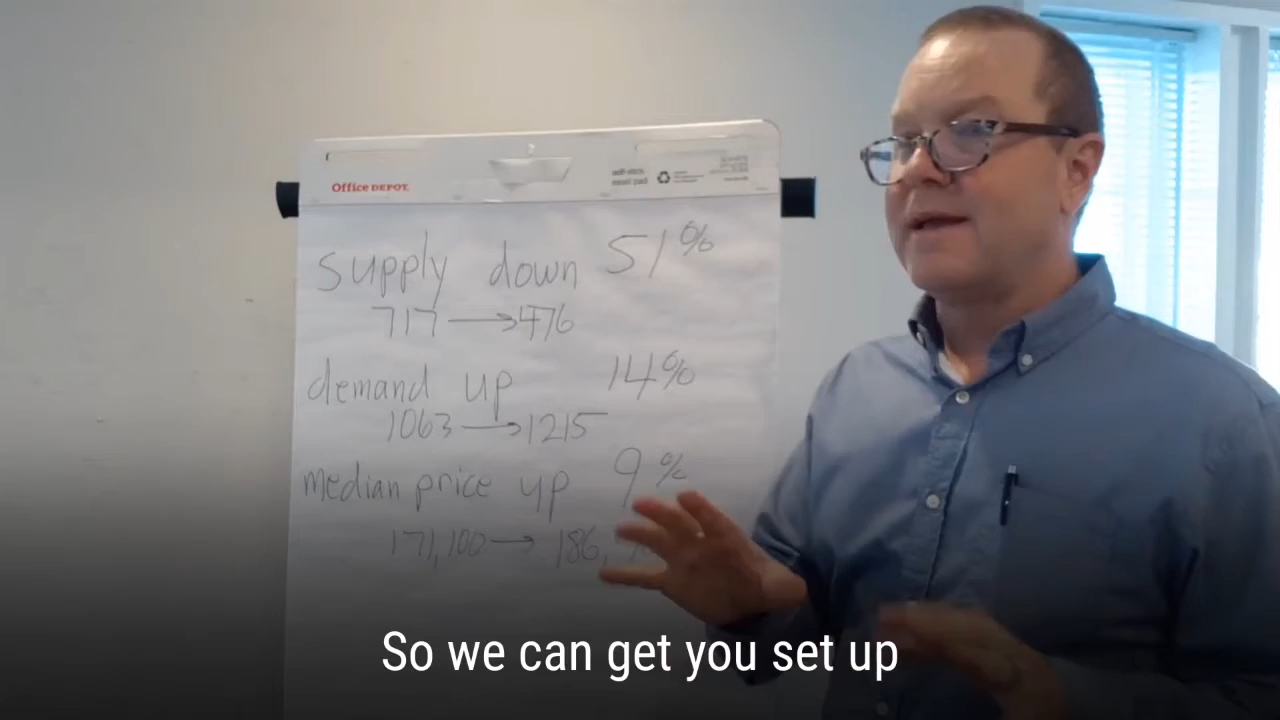 Office DEPOT
supply down 51%
717 → 476
demand up 14%
1063 → 1215
median price up 9%
171,100 → 186,
So we can get you set up